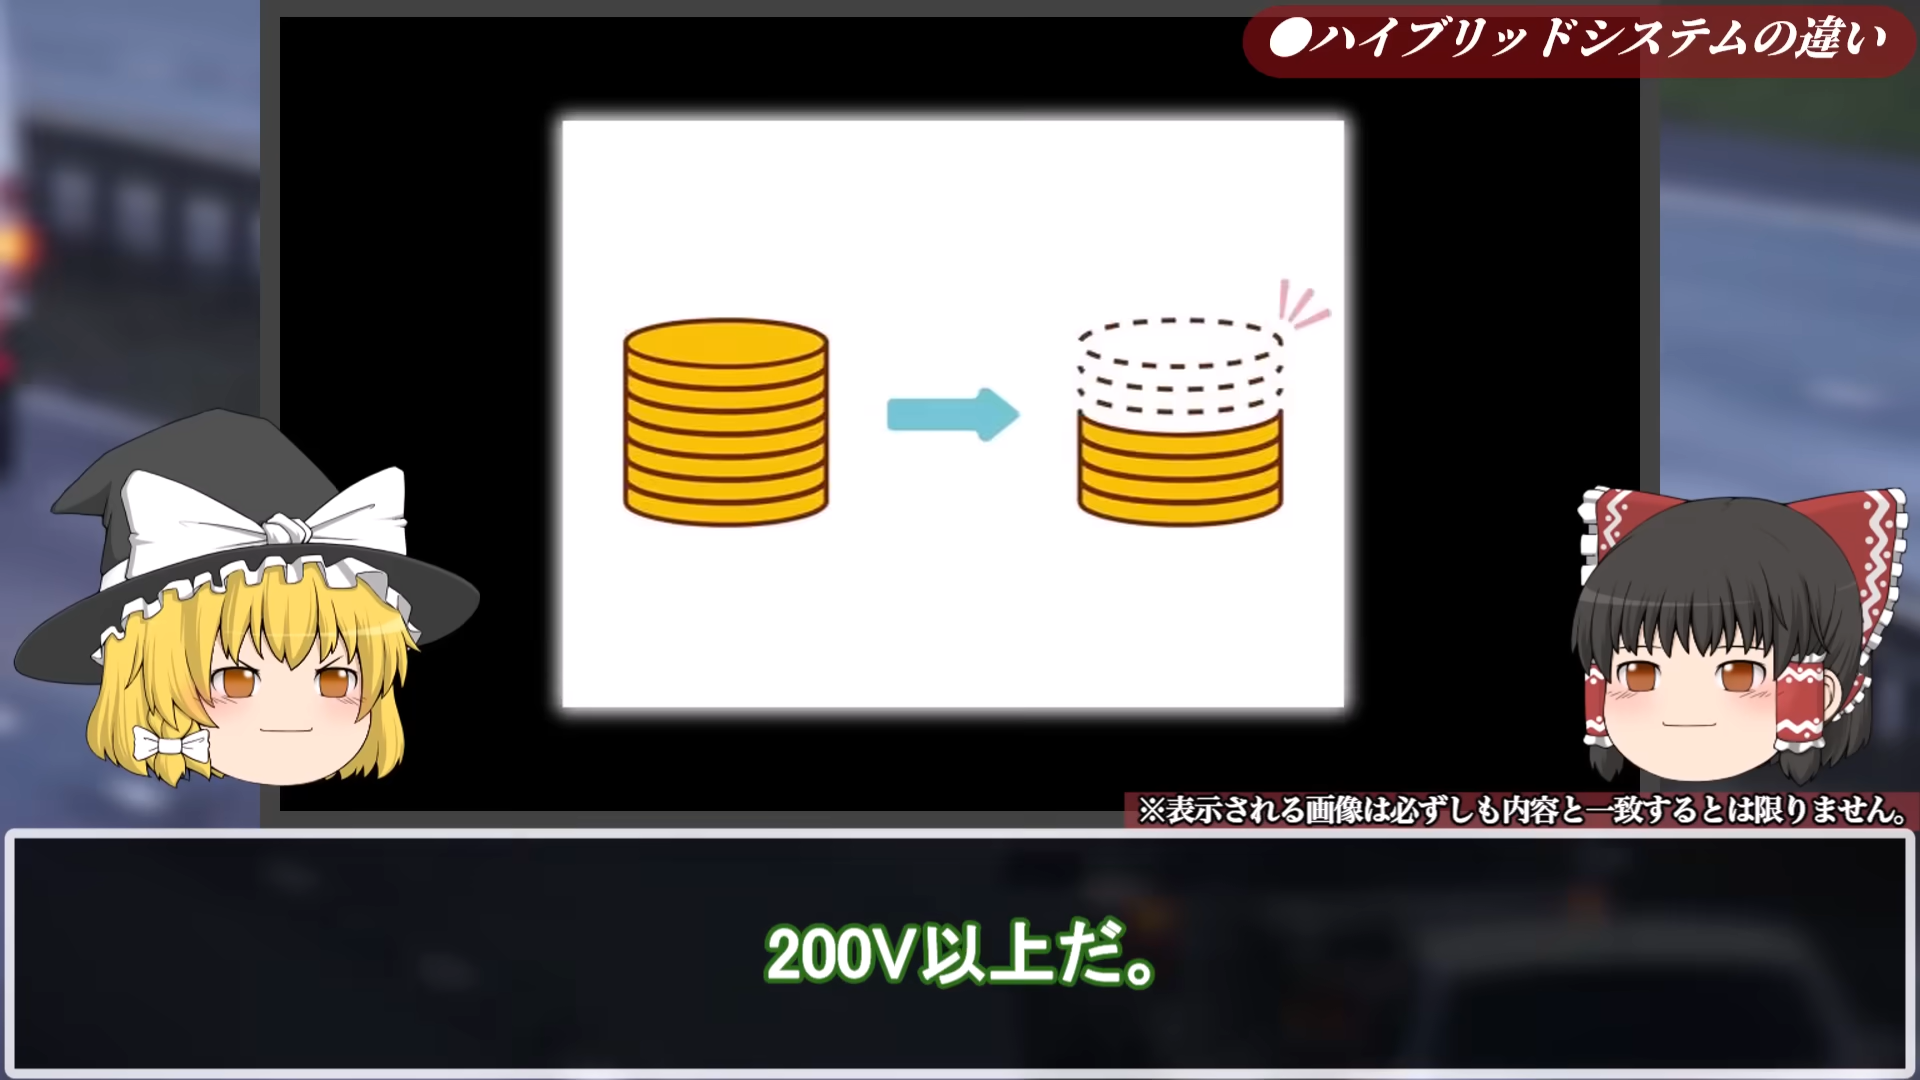 ●ハイブリッドシステムの違い
※表示される画像は必ずしも内容と一致するとは限りません。
200V以上だ。